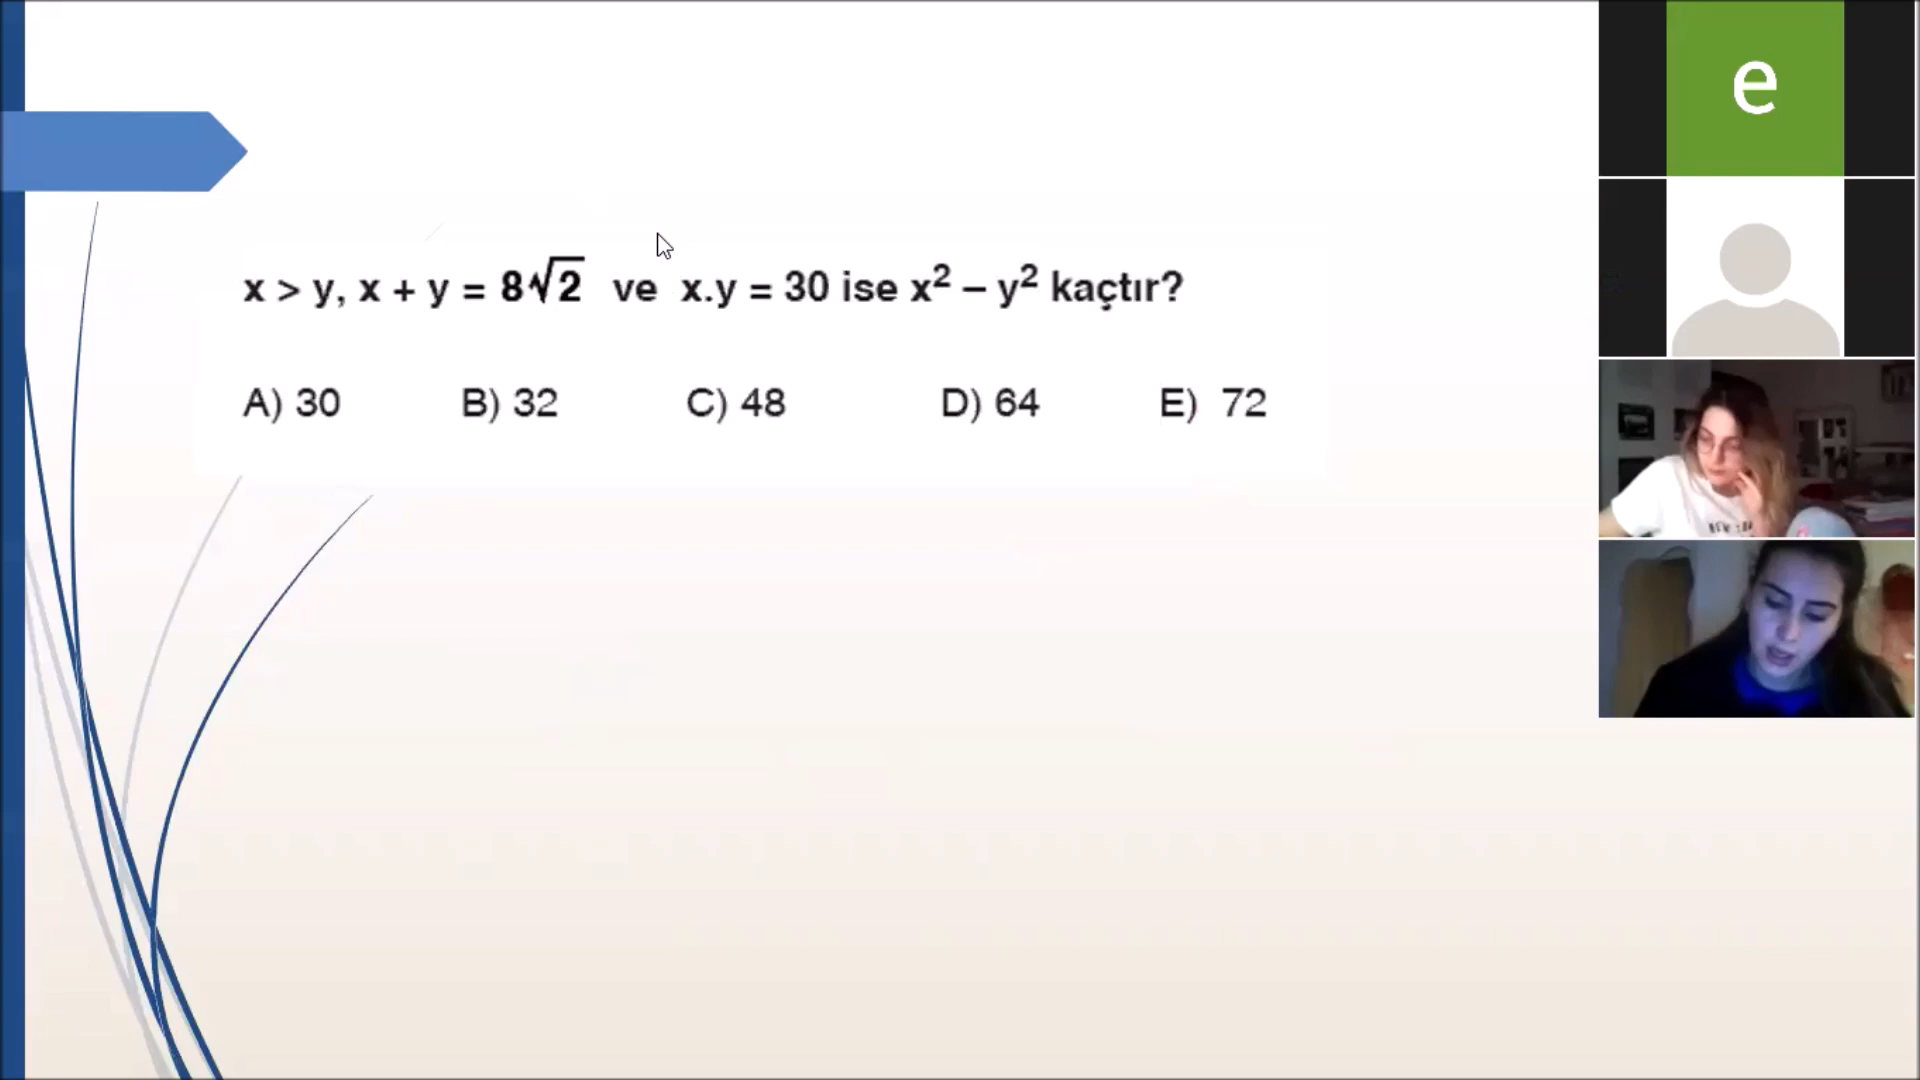 x > y, x + y = 8√2 ve x.y = 30 ise x² – y² kaçtır?
A) 30 B) 32 C) 48 D) 64 E) 72
e